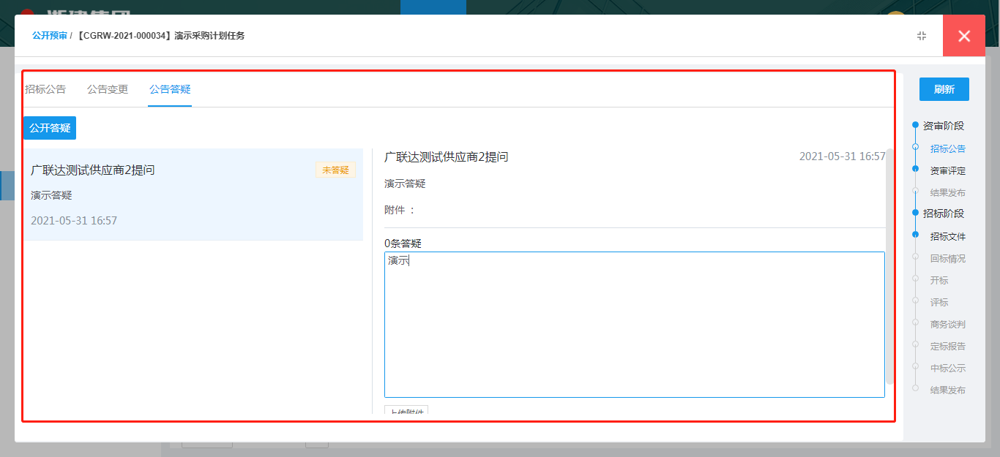 公开预审 / 【CGRW-2021-000034】演示采购计划任务
招标公告 公告变更 公告答疑
公开答疑
广联达测试供应商2提问
未答疑
演示答疑
2021-05-31 16:57
广联达测试供应商2提问
2021-05-31 16:57
演示答疑
附件 ：
0条答疑
演示
上传附件
刷新
资审阶段
招标公告
资审评定
结果发布
招标阶段
招标文件
回标情况
开标
评标
商务谈判
定标报告
中标公示
结果发布